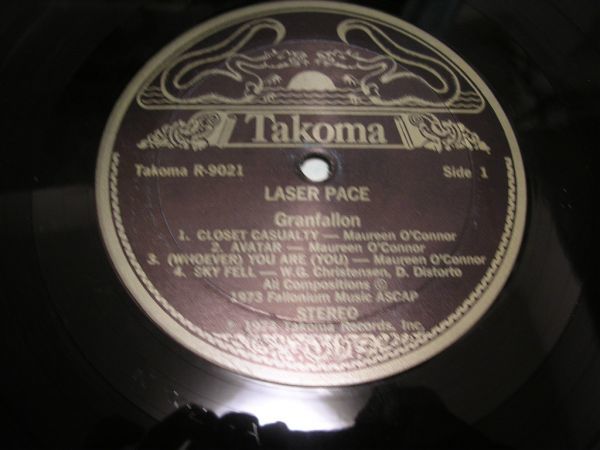 Takoma
Takoma R-9021 Side 1
LASER PACE
Granfallon
1. CLOSET CASUALTY — Maureen O'Connor
2. AVATAR — Maureen O'Connor
3. (WHOEVER) YOU ARE (YOU) — Maureen O'Connor
4. SKY FELL — W.G. Christensen, D. Distorto
All Compositions ©
1973 Fallonium Music ASCAP
STEREO
℗ 1973 Takoma Records, Inc.